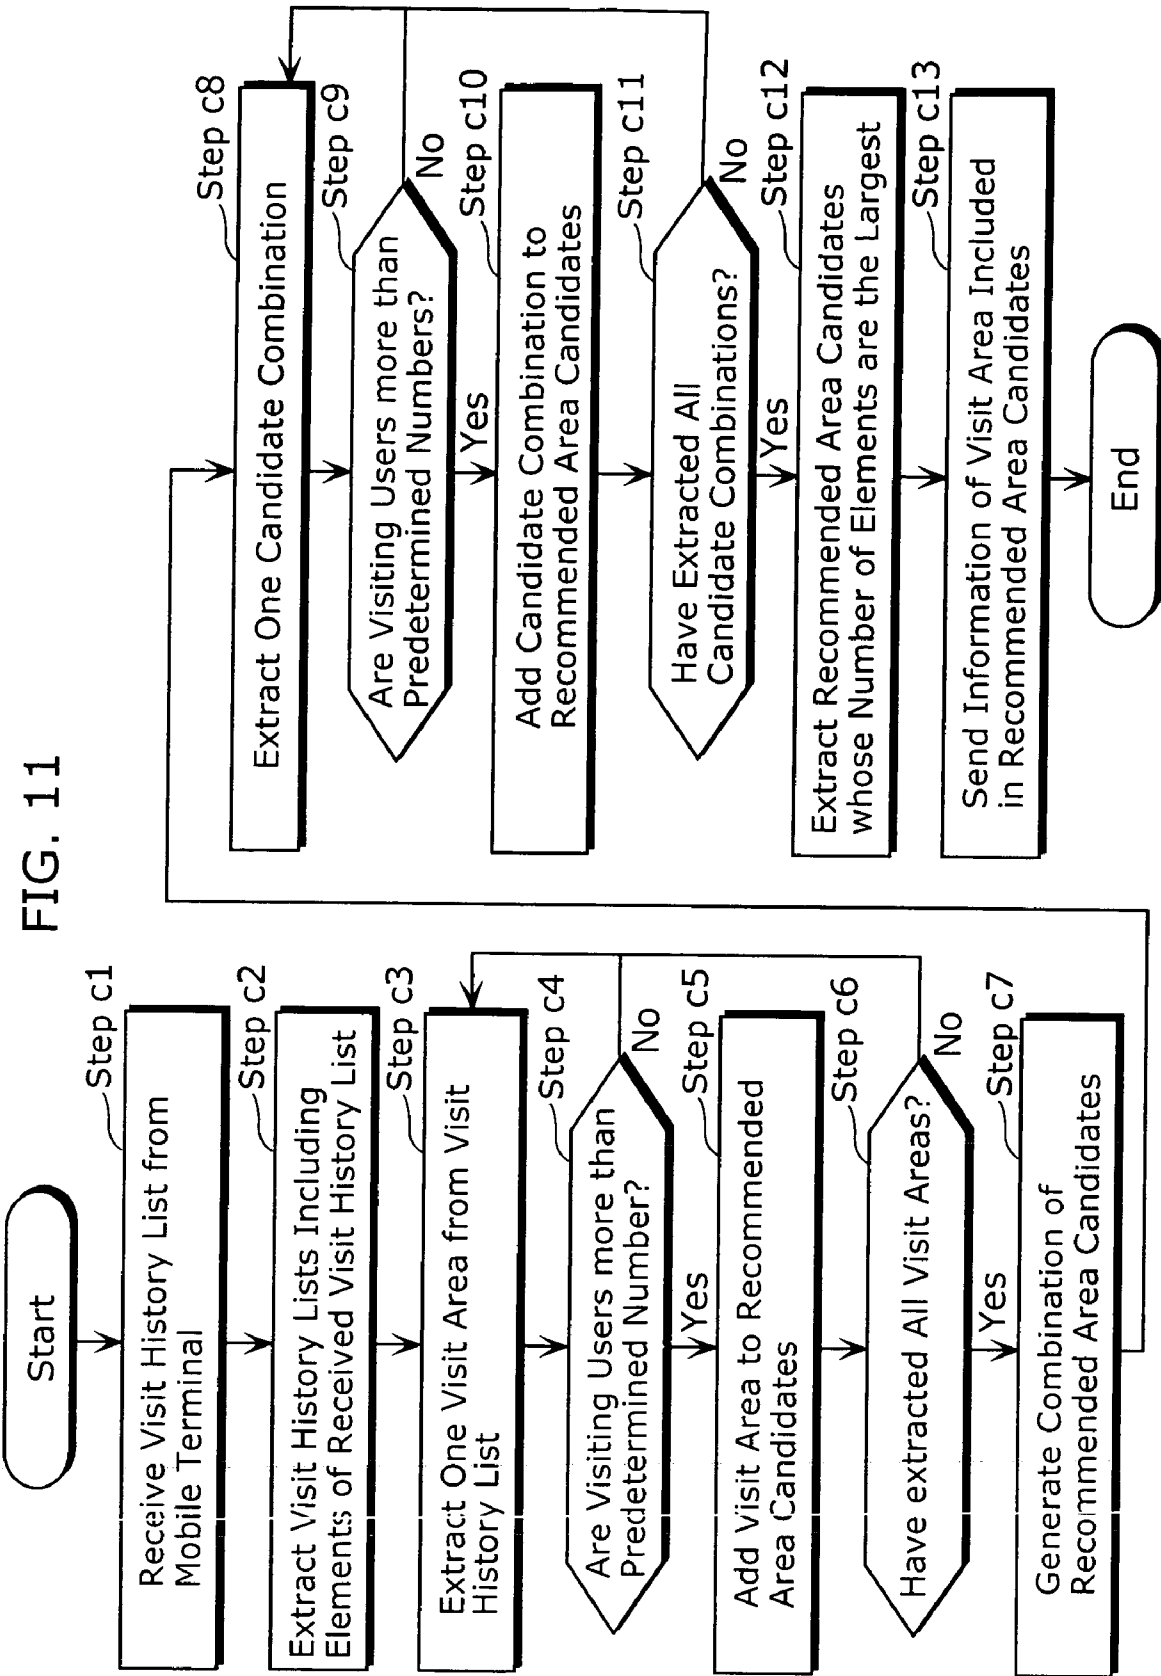 FIG. 11
Start
Step c1
Receive Visit History List from
Mobile Terminal
Step c2
Extract Visit History Lists Including
Elements of Received Visit History List
Step c3
Extract One Visit Area from Visit
History List
Step c4
Are Visiting Users more than
Predetermined Number?
No
Yes
Step c5
Add Visit Area to Recommended
Area Candidates
Step c6
Have extracted All Visit Areas?
No
Yes
Step c7
Generate Combination of
Recommended Area Candidates
Step c8
Extract One Candidate Combination
Step c9
Are Visiting Users more than
Predetermined Numbers?
No
Yes
Step c10
Add Candidate Combination to
Recommended Area Candidates
Step c11
Have Extracted All
Candidate Combinations?
No
Yes
Step c12
Extract Recommended Area Candidates
whose Number of Elements are the Largest
Step c13
Send Information of Visit Area Included
in Recommended Area Candidates
End